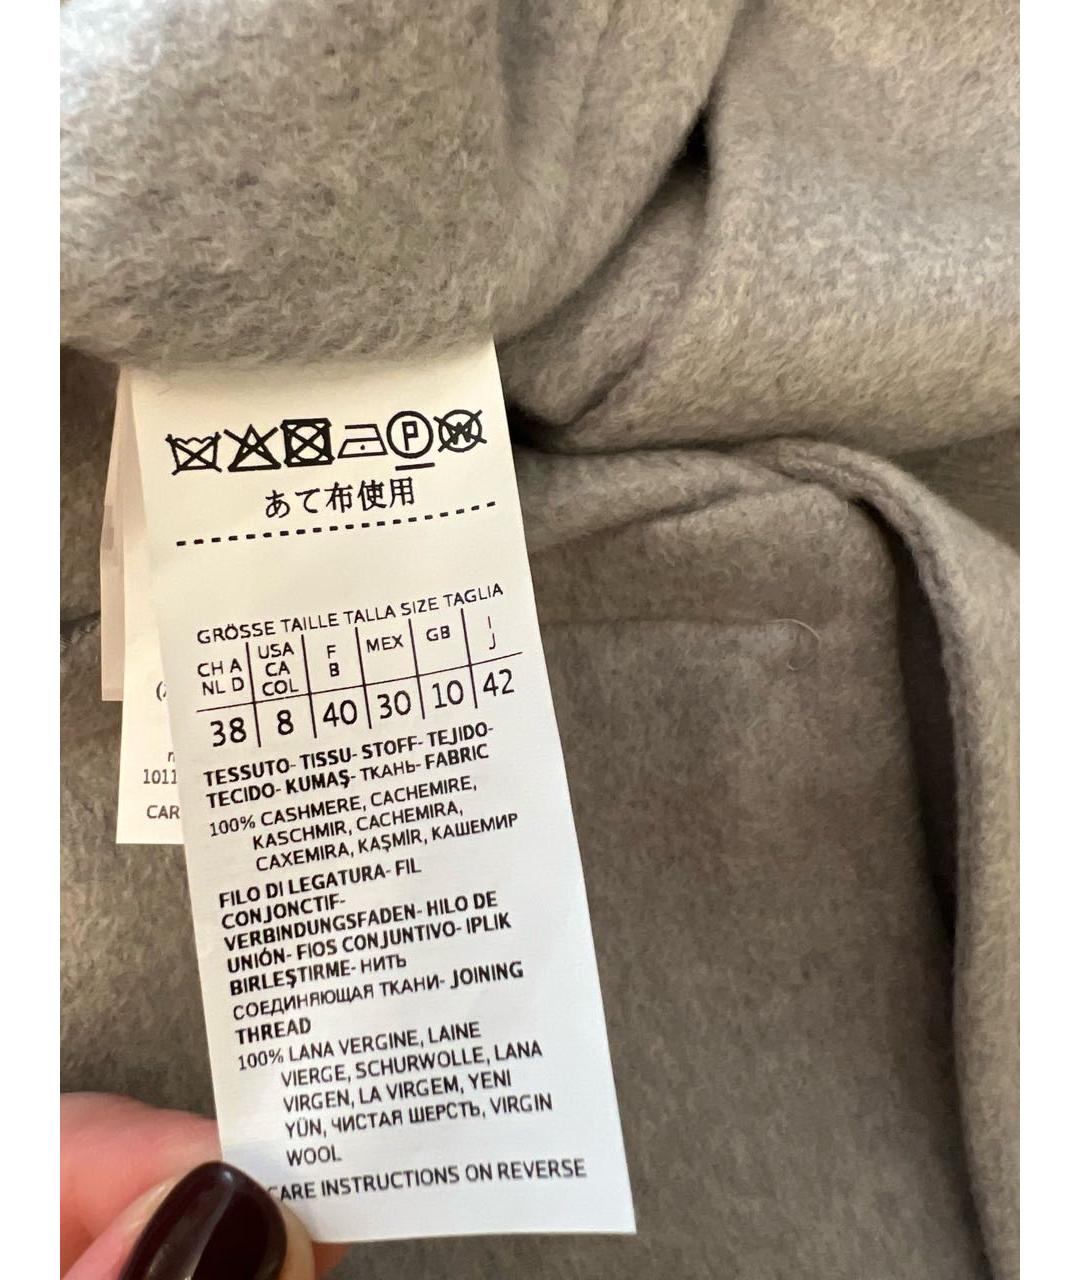 あて布使用
GRÖSSE TAILLE TALLA SIZE TAGLIA
CH A NL D USA CA COL F B MEX GB I J
38 8 40 30 10 42
TESSUTO- TISSU- STOFF- TEJIDO-
TECIDO- KUMAŞ- ТКАНЬ- FABRIC
100% CASHMERE, CACHEMIRE,
KASCHMIR, CACHEMIRA,
CAXEMIRA, KAŞMIR, КАШЕМИР
FILO DI LEGATURA- FIL
CONJONCTIF-
VERBINDUNGSFADEN- HILO DE
UNIÓN- FIOS CONJUNTIVO- IPLIK
BIRLEŞTIRME- НИТЬ
СОЕДИНЯЮЩАЯ ТКАНИ- JOINING
THREAD
100% LANA VERGINE, LAINE
VIERGE, SCHURWOLLE, LANA
VIRGEN, LA VIRGEM, YENI
YÜN, ЧИСТАЯ ШЕРСТЬ, VIRGIN
WOOL
CARE INSTRUCTIONS ON REVERSE
1011
CAR